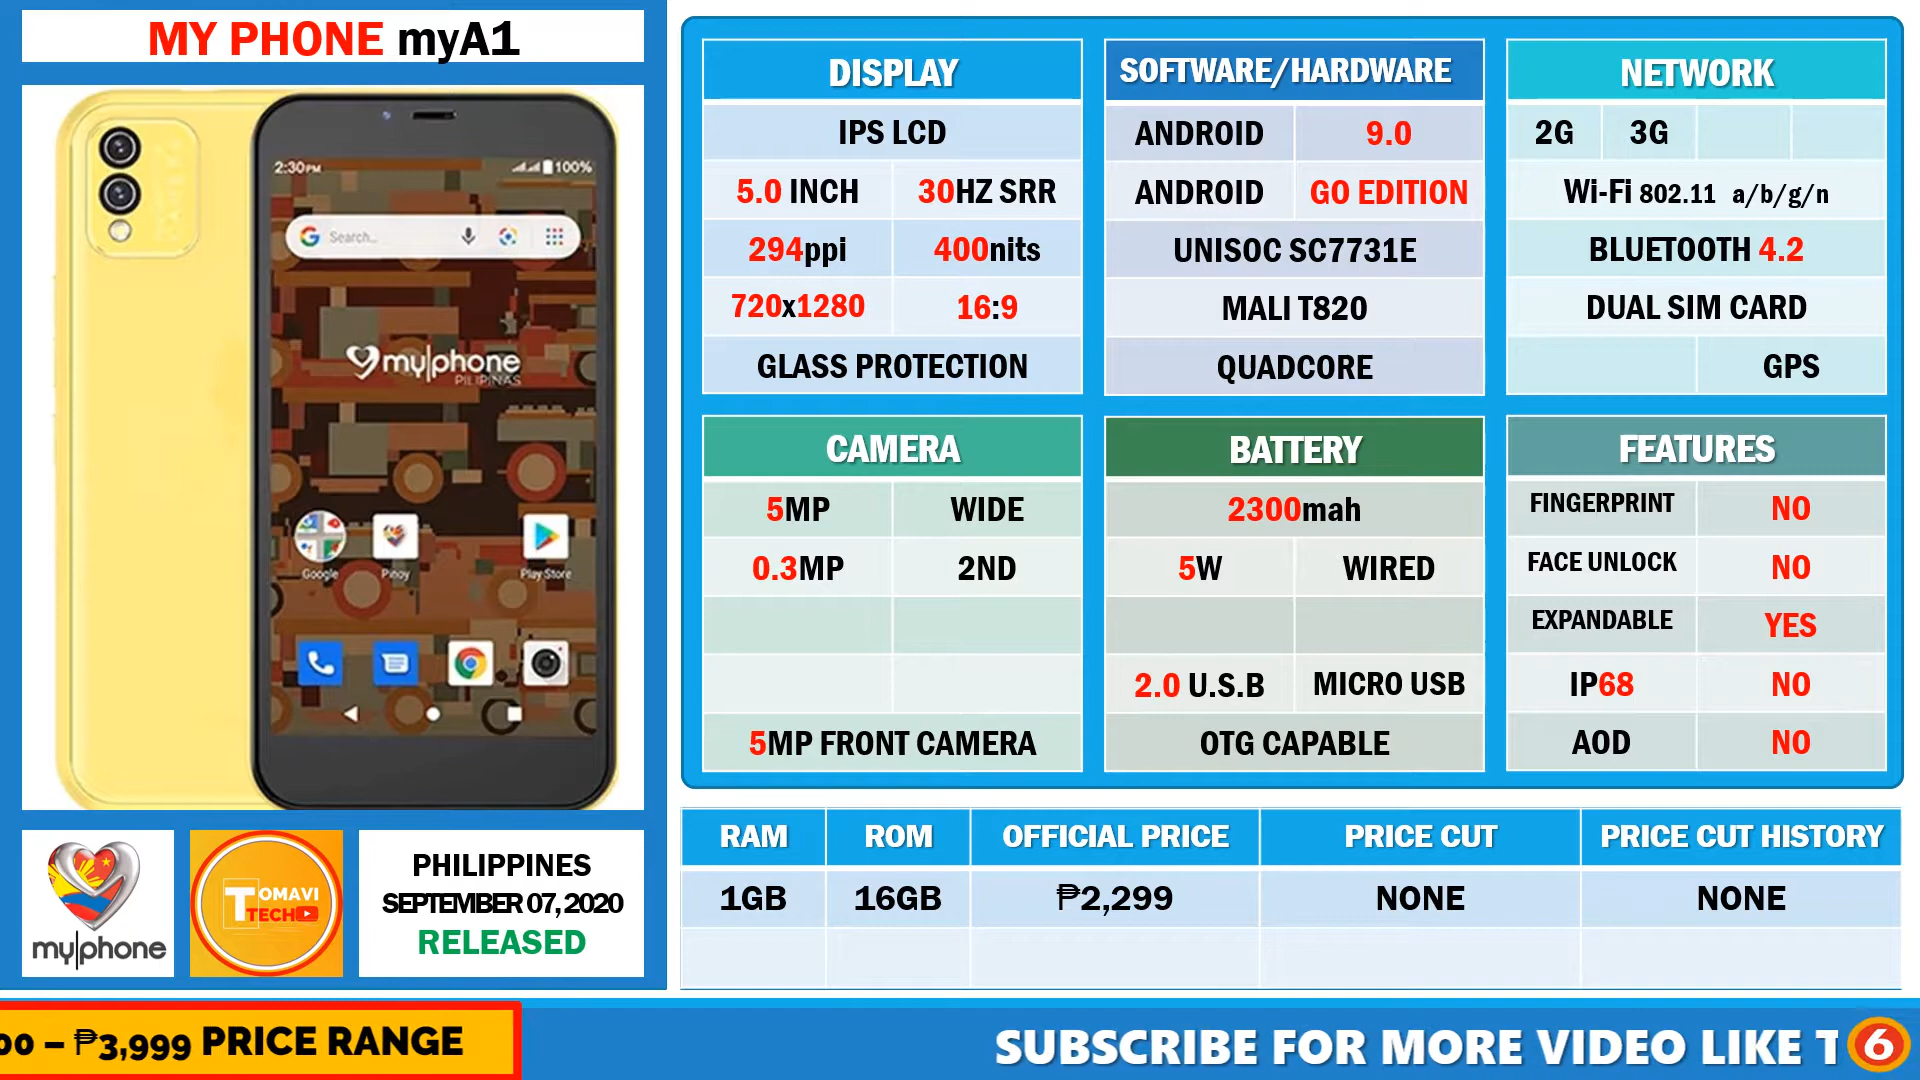 MY PHONE myA1
2:30PM
100%
Search...
my|phone
PILIPINAS
Google
Pinoy
Play Store
my|phone
TOMAVI
TECH
PHILIPPINES
SEPTEMBER 07, 2020
RELEASED
DISPLAY
IPS LCD
5.0 INCH 30HZ SRR
294ppi 400nits
720x1280 16:9
GLASS PROTECTION
SOFTWARE/HARDWARE
ANDROID 9.0
ANDROID GO EDITION
UNISOC SC7731E
MALI T820
QUADCORE
NETWORK
2G 3G
Wi-Fi 802.11 a/b/g/n
BLUETOOTH 4.2
DUAL SIM CARD
GPS
CAMERA
5MP WIDE
0.3MP 2ND
5MP FRONT CAMERA
BATTERY
2300mah
5W WIRED
2.0 U.S.B MICRO USB
OTG CAPABLE
FEATURES
FINGERPRINT NO
FACE UNLOCK NO
EXPANDABLE YES
IP68 NO
AOD NO
RAM ROM OFFICIAL PRICE PRICE CUT PRICE CUT HISTORY
1GB 16GB ₱2,299 NONE NONE
00 – ₱3,999 PRICE RANGE
SUBSCRIBE FOR MORE VIDEO LIKE T 6